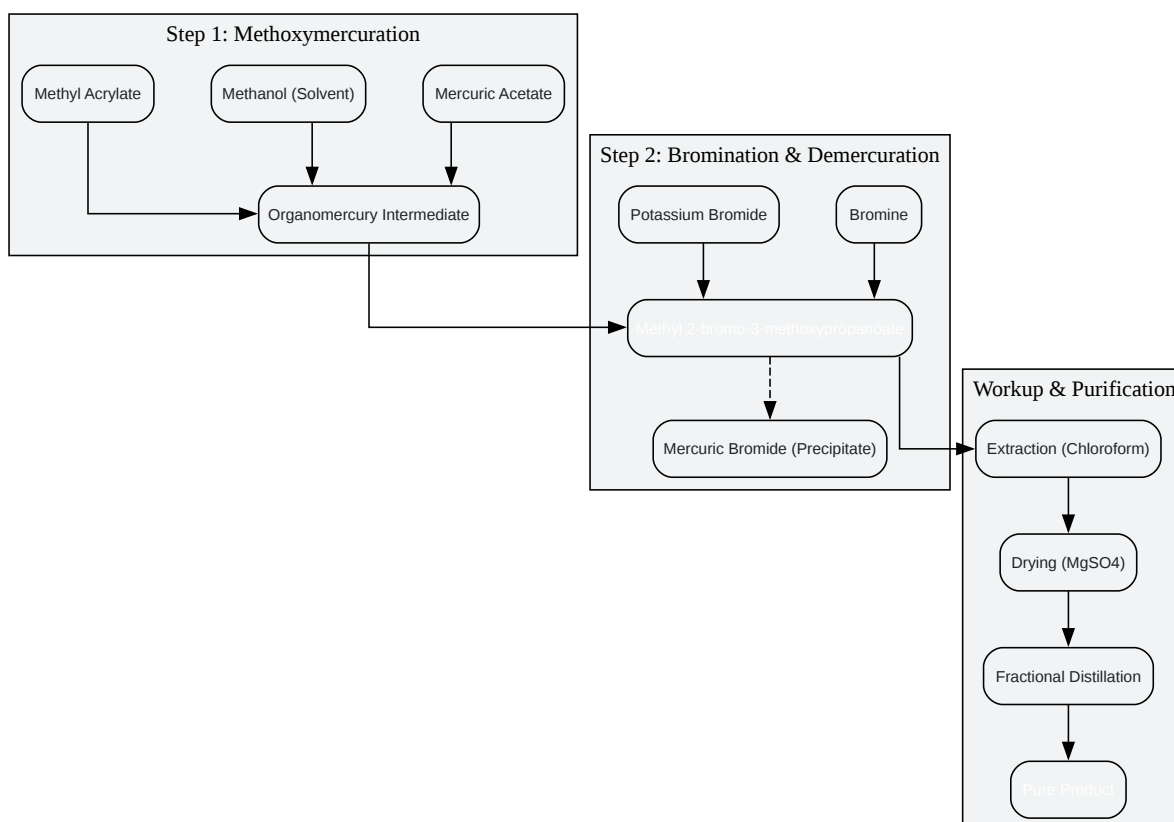 Step 1: Methoxymercuration
Methyl Acrylate
Methanol (Solvent)
Mercuric Acetate
Organomercury Intermediate
Step 2: Bromination & Demercuration
Potassium Bromide
Bromine
Methyl 2-bromo-3-methoxypropanoate
Mercuric Bromide (Precipitate)
Workup & Purification
Extraction (Chloroform)
Drying (MgSO4)
Fractional Distillation
Pure Product